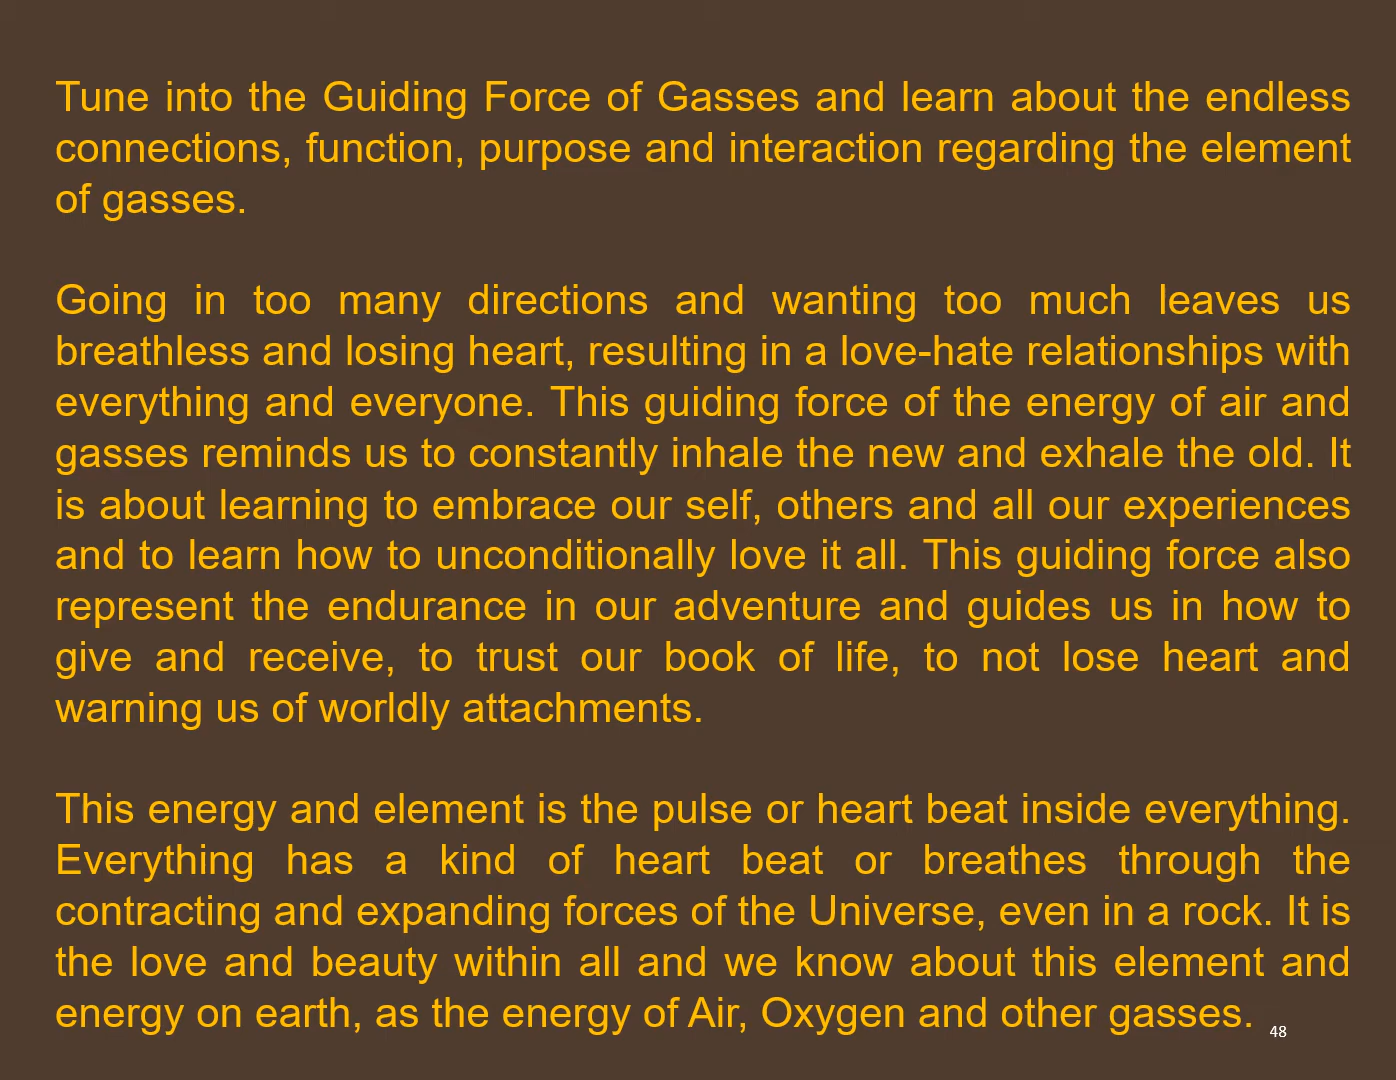 Tune into the Guiding Force of Gasses and learn about the endless
connections, function, purpose and interaction regarding the element
of gasses.
Going in too many directions and wanting too much leaves us
breathless and losing heart, resulting in a love-hate relationships with
everything and everyone. This guiding force of the energy of air and
gasses reminds us to constantly inhale the new and exhale the old. It
is about learning to embrace our self, others and all our experiences
and to learn how to unconditionally love it all. This guiding force also
represent the endurance in our adventure and guides us in how to
give and receive, to trust our book of life, to not lose heart and
warning us of worldly attachments.
This energy and element is the pulse or heart beat inside everything.
Everything has a kind of heart beat or breathes through the
contracting and expanding forces of the Universe, even in a rock. It is
the love and beauty within all and we know about this element and
energy on earth, as the energy of Air, Oxygen and other gasses.
48